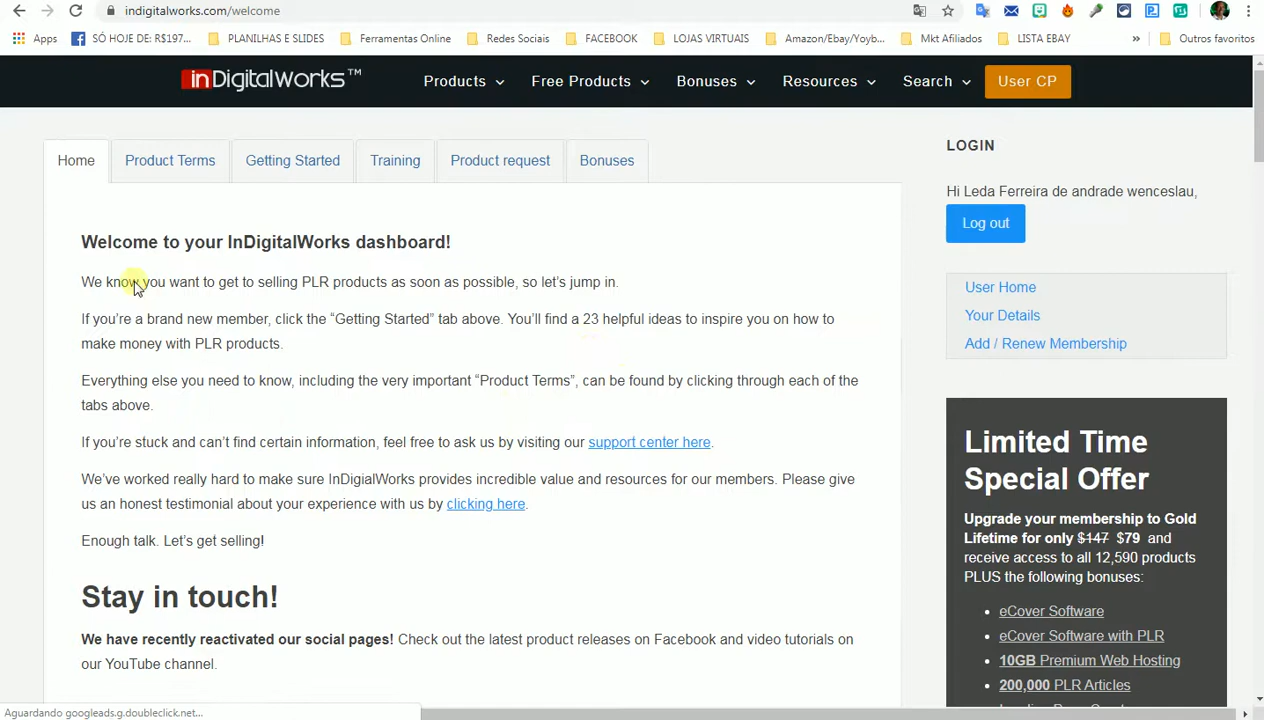 indigitalworks.com/welcome
Apps
SÓ HOJE DE: R$197...
PLANILHAS E SLIDES
Ferramentas Online
Redes Sociais
FACEBOOK
LOJAS VIRTUAIS
Amazon/Ebay/Yoyb...
Mkt Afiliados
LISTA EBAY
»
Outros favoritos
inDigitalWorks™
Products
Free Products
Bonuses
Resources
Search
User CP
Home
Product Terms
Getting Started
Training
Product request
Bonuses
Welcome to your InDigitalWorks dashboard!
We know you want to get to selling PLR products as soon as possible, so let’s jump in.
If you’re a brand new member, click the “Getting Started” tab above. You’ll find a 23 helpful ideas to inspire you on how to
make money with PLR products.
Everything else you need to know, including the very important “Product Terms”, can be found by clicking through each of the
tabs above.
If you’re stuck and can’t find certain information, feel free to ask us by visiting our support center here.
We’ve worked really hard to make sure InDigialWorks provides incredible value and resources for our members. Please give
us an honest testimonial about your experience with us by clicking here.
Enough talk. Let’s get selling!
Stay in touch!
We have recently reactivated our social pages! Check out the latest product releases on Facebook and video tutorials on
our YouTube channel.
LOGIN
Hi Leda Ferreira de andrade wenceslau,
Log out
User Home
Your Details
Add / Renew Membership
Limited Time
Special Offer
Upgrade your membership to Gold
Lifetime for only $147 $79 and
receive access to all 12,590 products
PLUS the following bonuses:
• eCover Software
• eCover Software with PLR
• 10GB Premium Web Hosting
• 200,000 PLR Articles
Aguardando googleads.g.doubleclick.net...